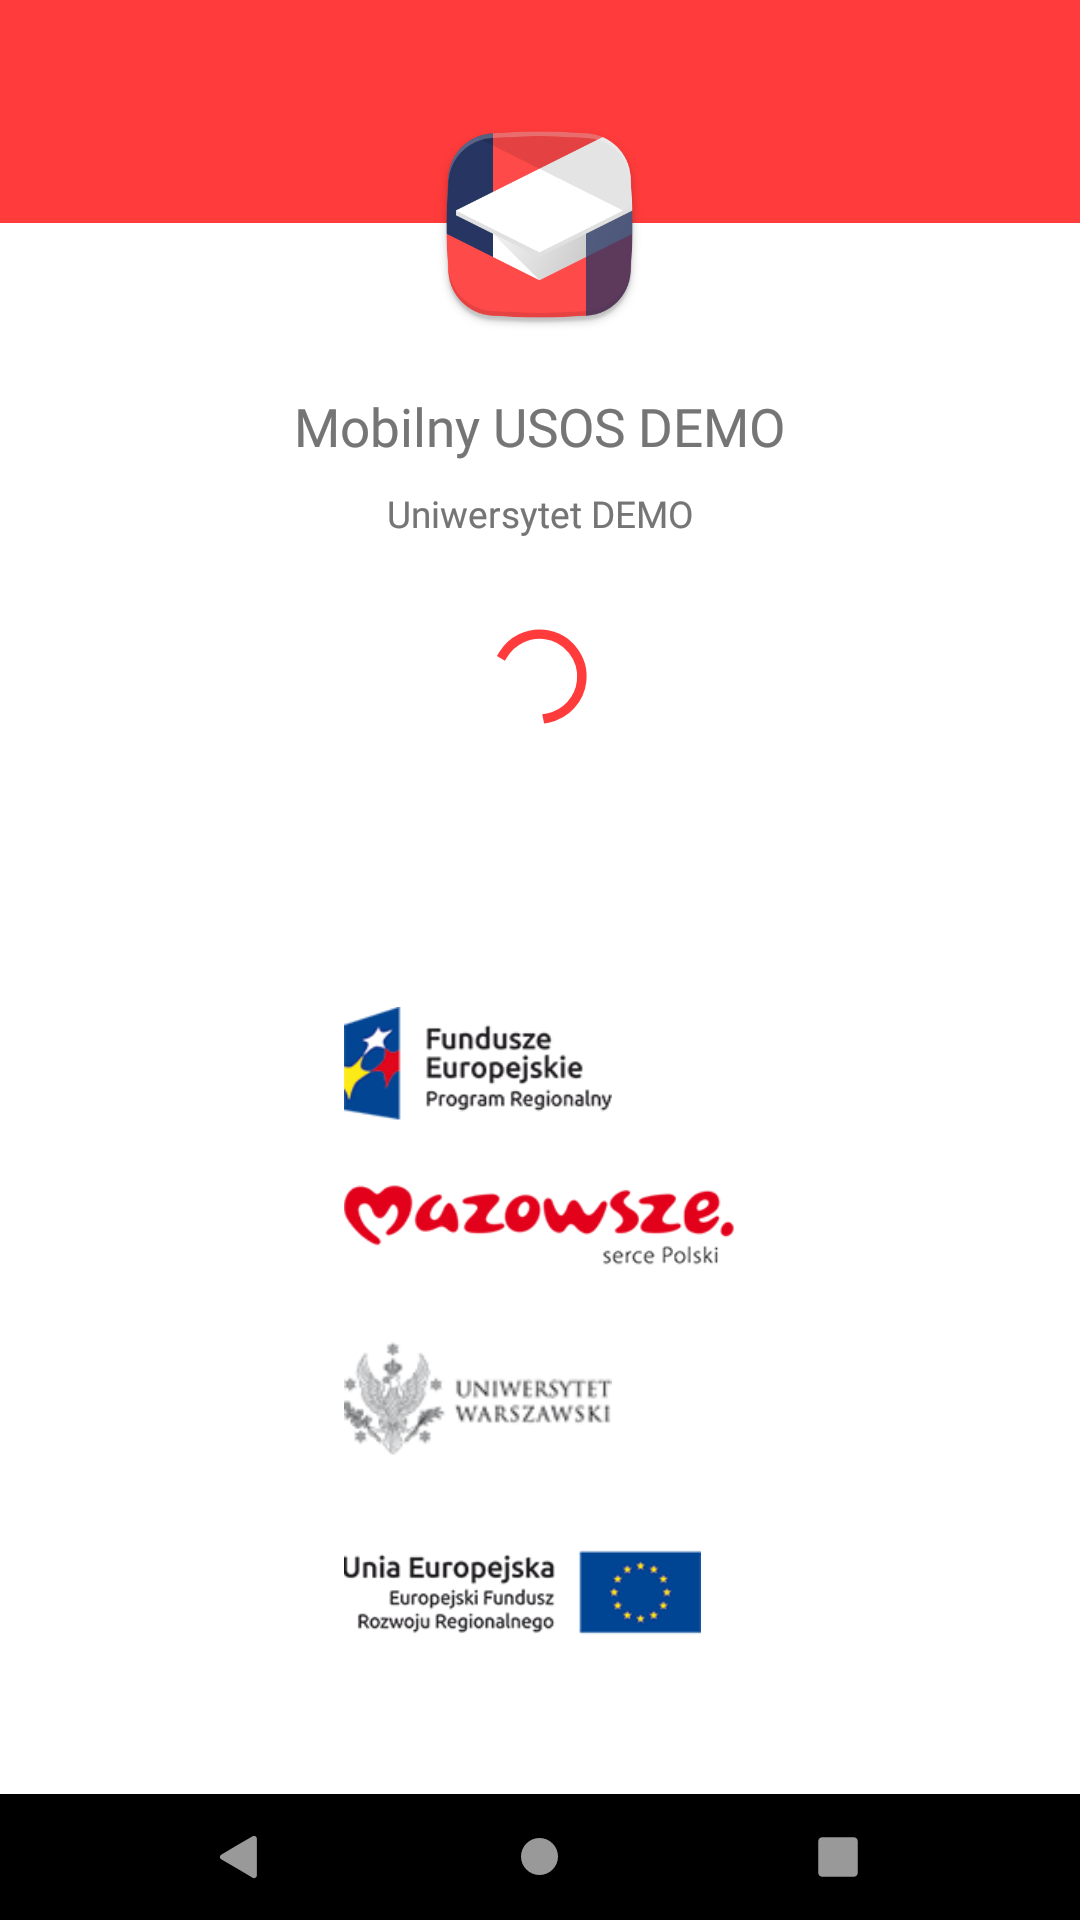 Mobilny USOS DEMO
Uniwersytet DEMO
Fundusze
Europejskie
Program Regionalny
mazowsze.
serce Polski
UNIWERSYTET
WARSZAWSKI
Unia Europejska
Europejski Fundusz
Rozwoju Regionalnego